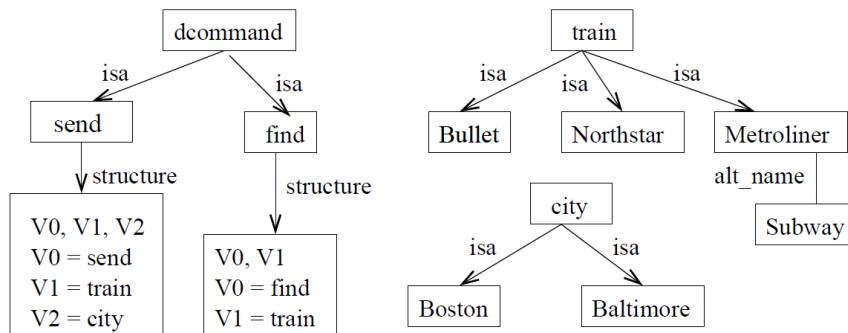 dcommand
isa
isa
send
find
structure
structure
V0, V1, V2
V0 = send
V1 = train
V2 = city
V0, V1
V0 = find
V1 = train
train
isa
isa
isa
Bullet
Northstar
Metroliner
alt_name
Subway
city
isa
isa
Boston
Baltimore